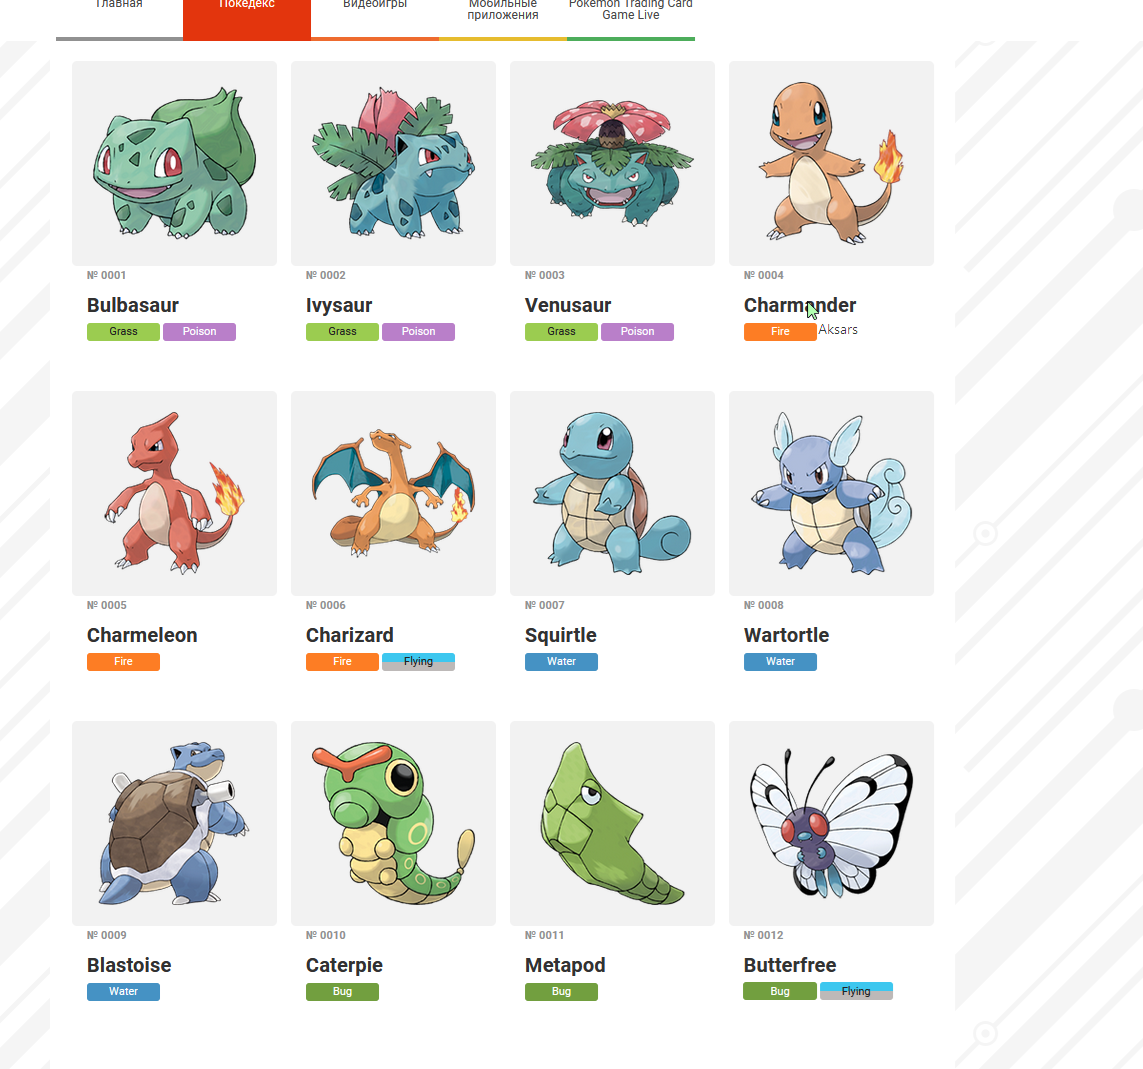 Главная
Покедекс
Видеоигры
Мобильные
приложения
Pokémon Trading Card
Game Live
№ 0001
Bulbasaur
Grass Poison
№ 0002
Ivysaur
Grass Poison
№ 0003
Venusaur
Grass Poison
№ 0004
Charmander
Fire
Aksars
№ 0005
Charmeleon
Fire
№ 0006
Charizard
Fire Flying
№ 0007
Squirtle
Water
№ 0008
Wartortle
Water
№ 0009
Blastoise
Water
№ 0010
Caterpie
Bug
№ 0011
Metapod
Bug
№ 0012
Butterfree
Bug Flying